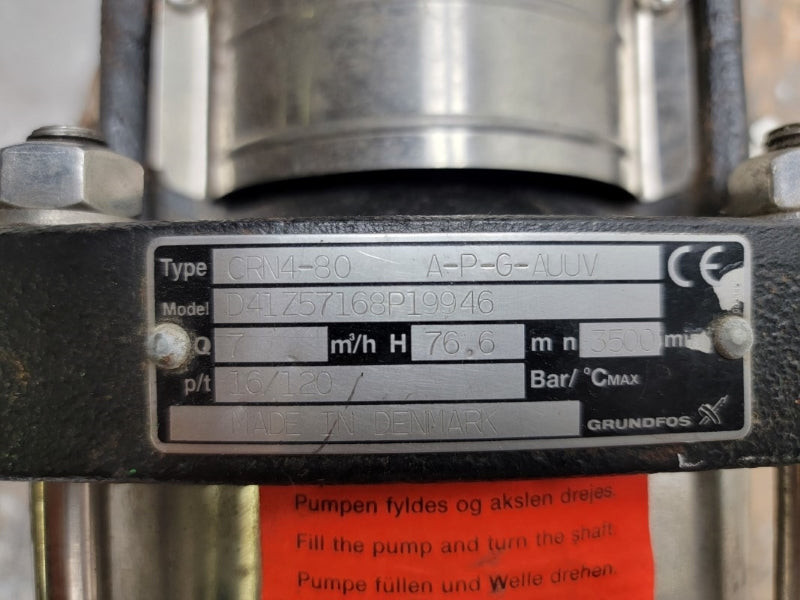 Type CRN4-80 A-P-G-AUUV CE
Model D41Z57168P19946
Q 7 m³/h H 76,6 m n 3500
p/t 16/120 Bar/°CMAX
MADE IN DENMARK GRUNDFOS
Pumpen fyldes og akslen drejes.
Fill the pump and turn the shaft.
Pumpe füllen und Welle drehen.